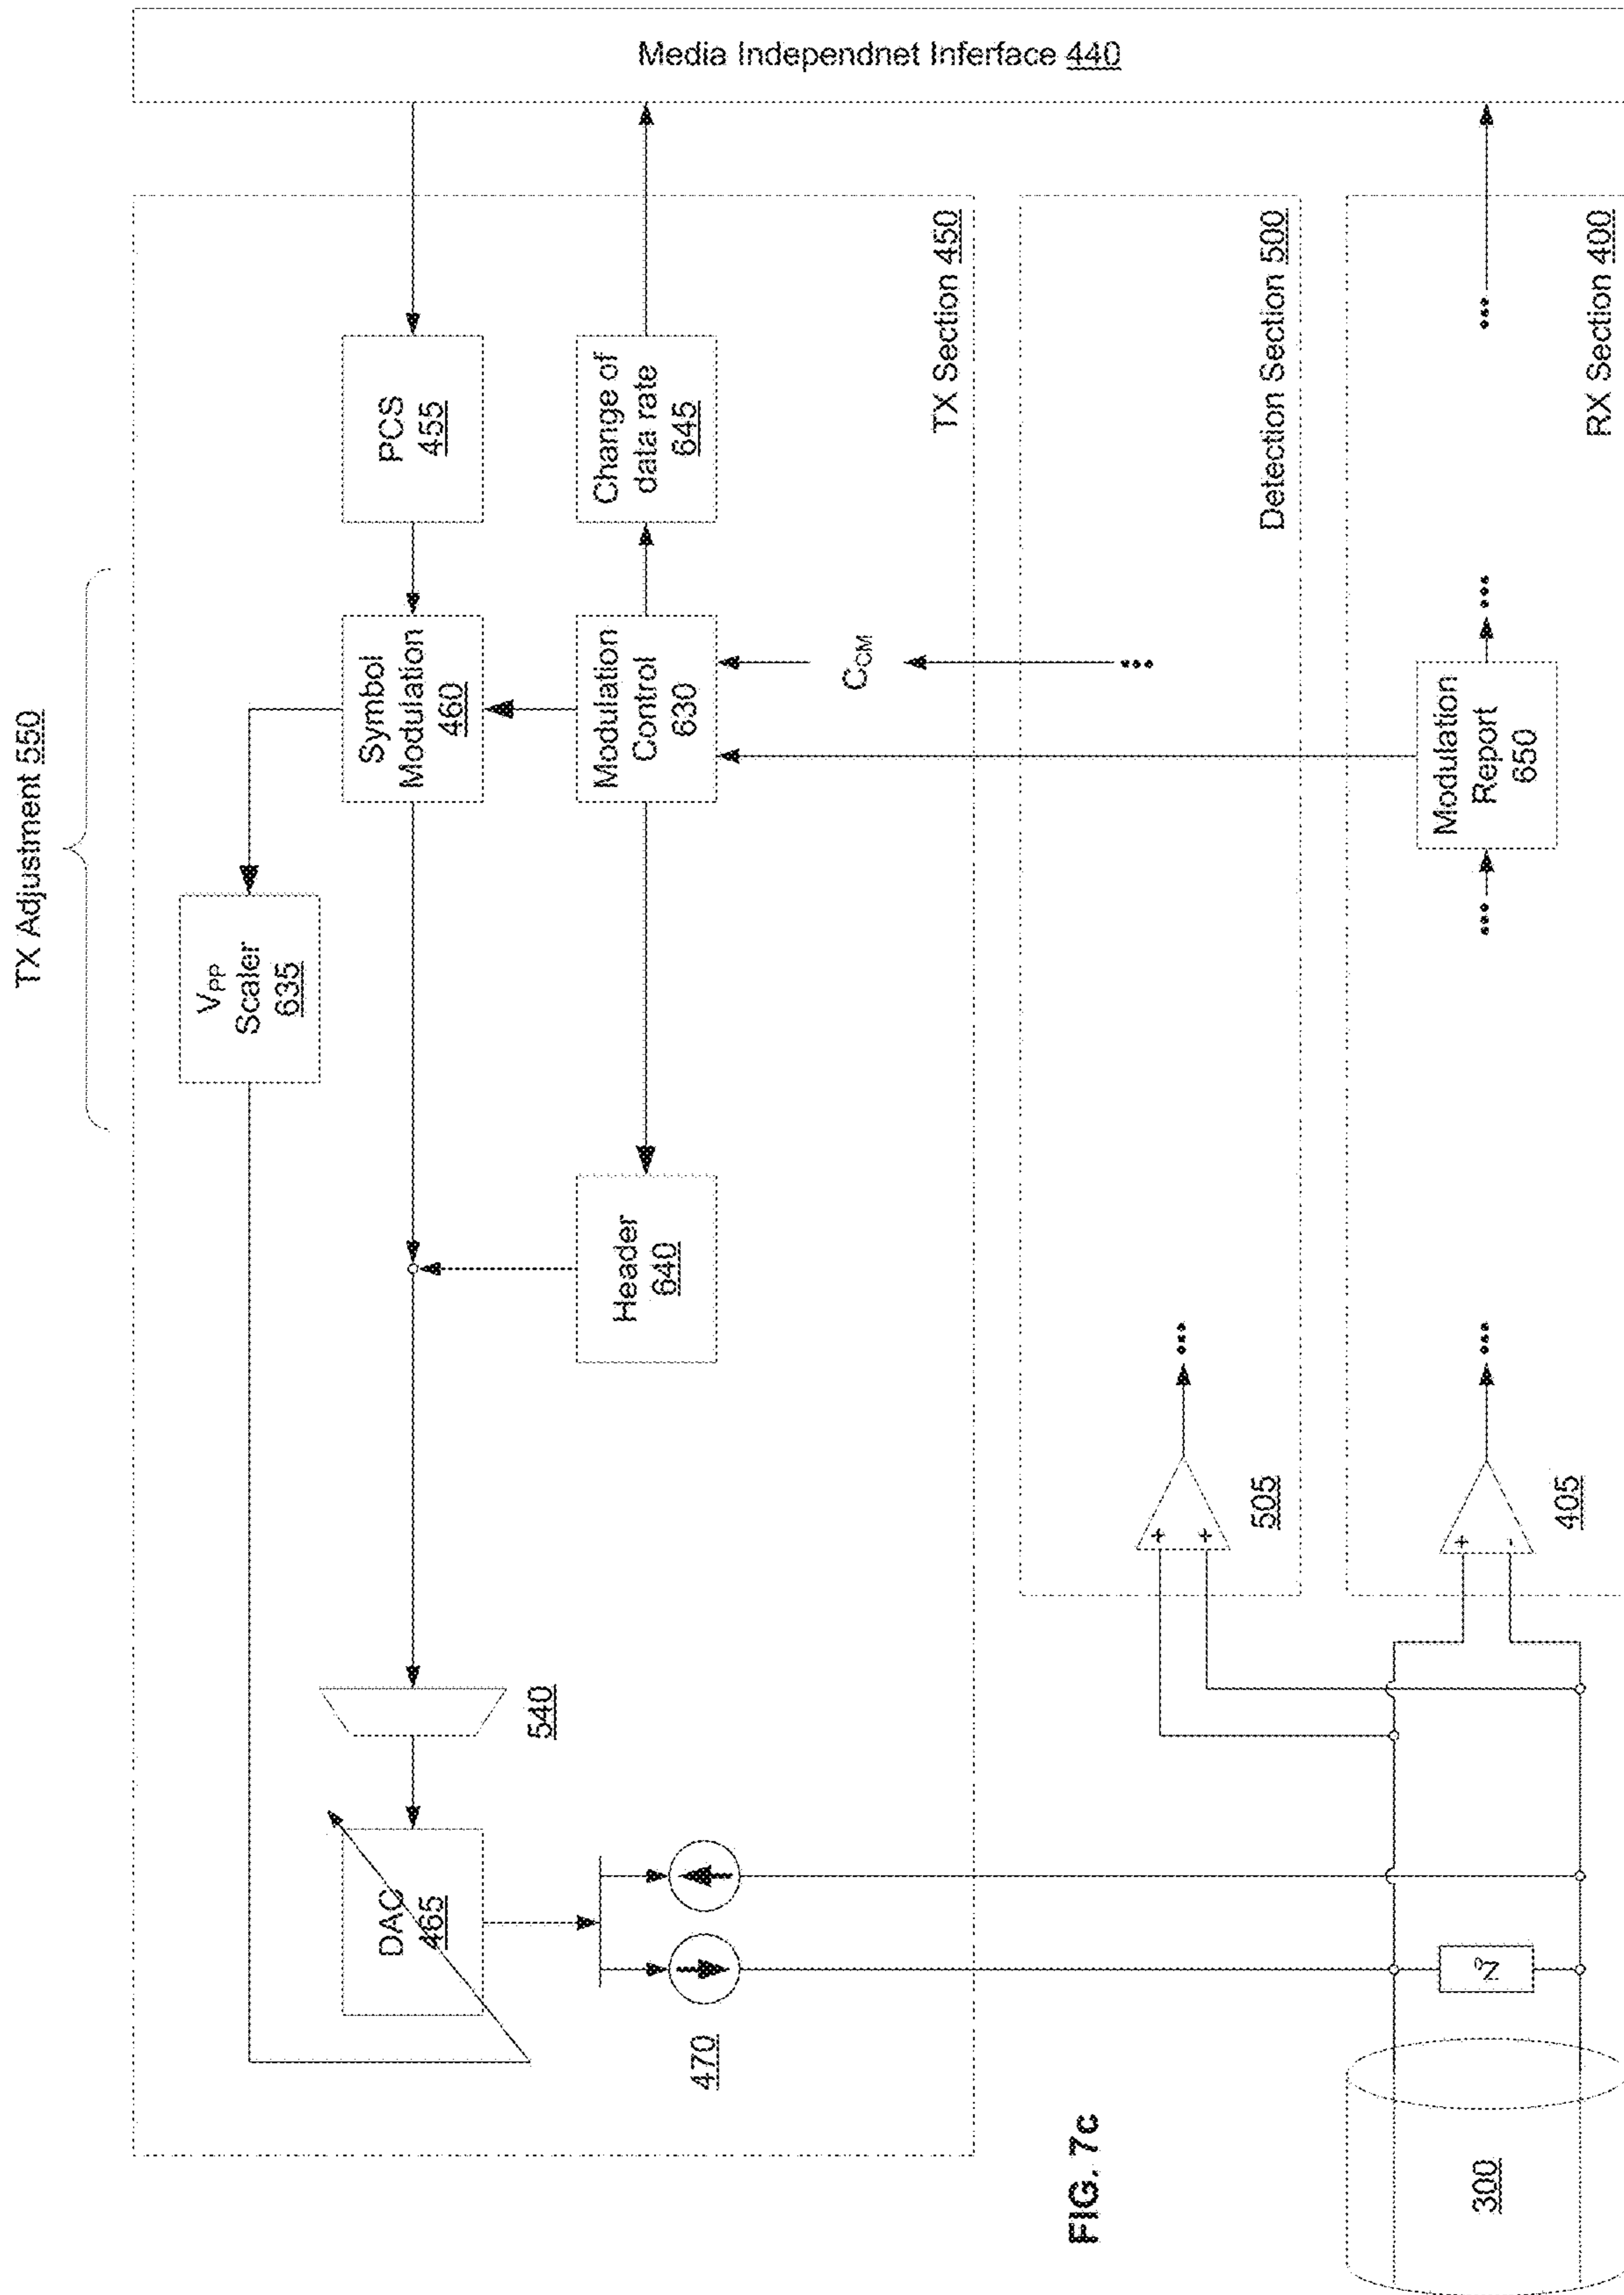 TX Adjustment 550
Media Independnet Inferface 440
V_PP
Scaler
635
PCS
455
Symbol
Modulation
460
DAC
465
540
Change of
data rate
645
Modulation
Control
630
Header
640
470
TX Section 450
C_CM
Detection Section 500
+
+
505
Modulation
Report
650
RX Section 400
+
-
405
Z₀
300
FIG. 7c